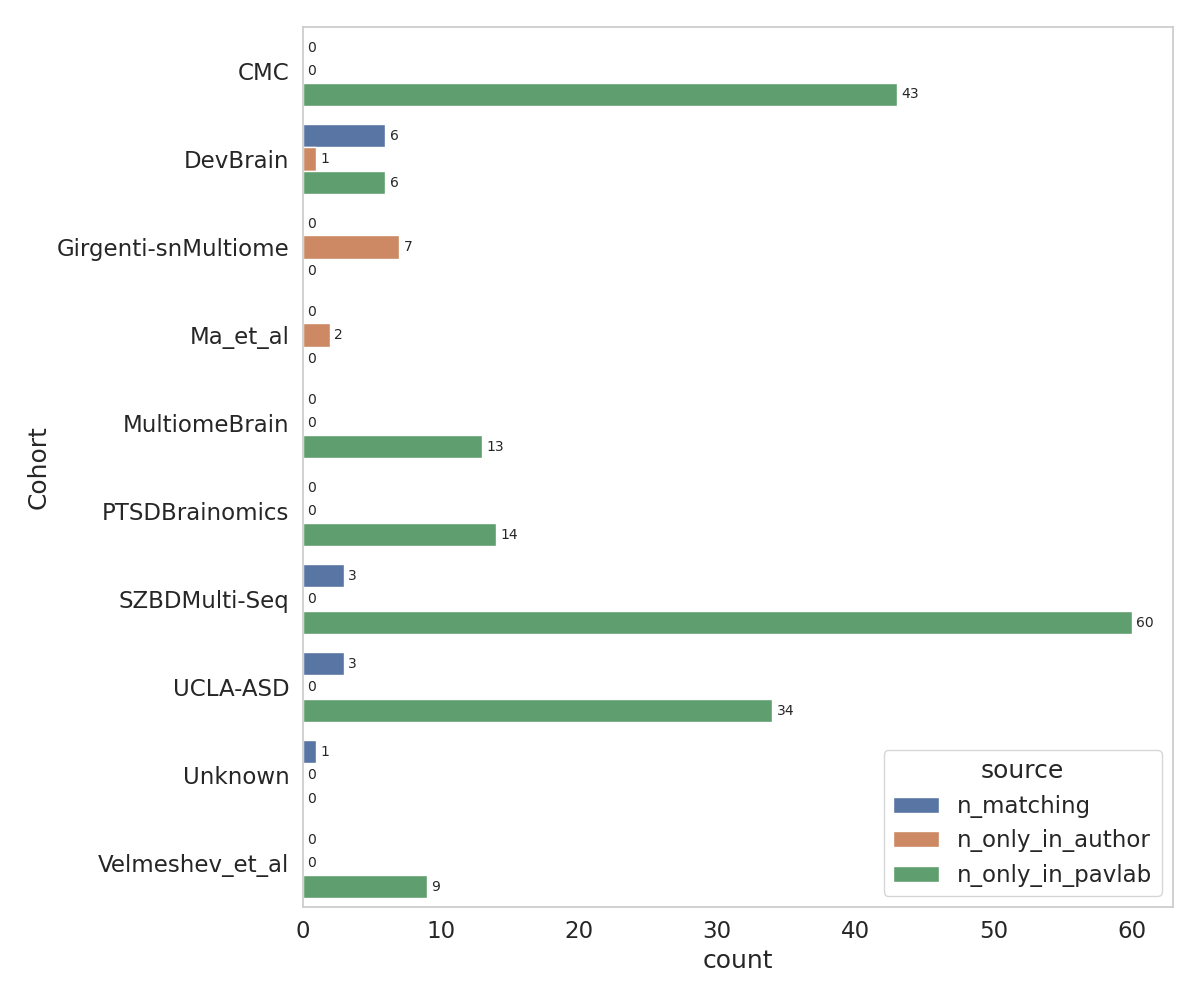 0
CMC 0
43
6
DevBrain 1
6
0
Girgenti-snMultiome 7
0
0
Ma_et_al 2
0
0
MultiomeBrain 0
13
0
PTSDBrainomics 0
14
3
SZBDMulti-Seq 0
60
3
UCLA-ASD 0
34
1
Unknown 0
0
0
Velmeshev_et_al 0
9
Cohort
source
n_matching
n_only_in_author
n_only_in_pavlab
0 10 20 30 40 50 60
count